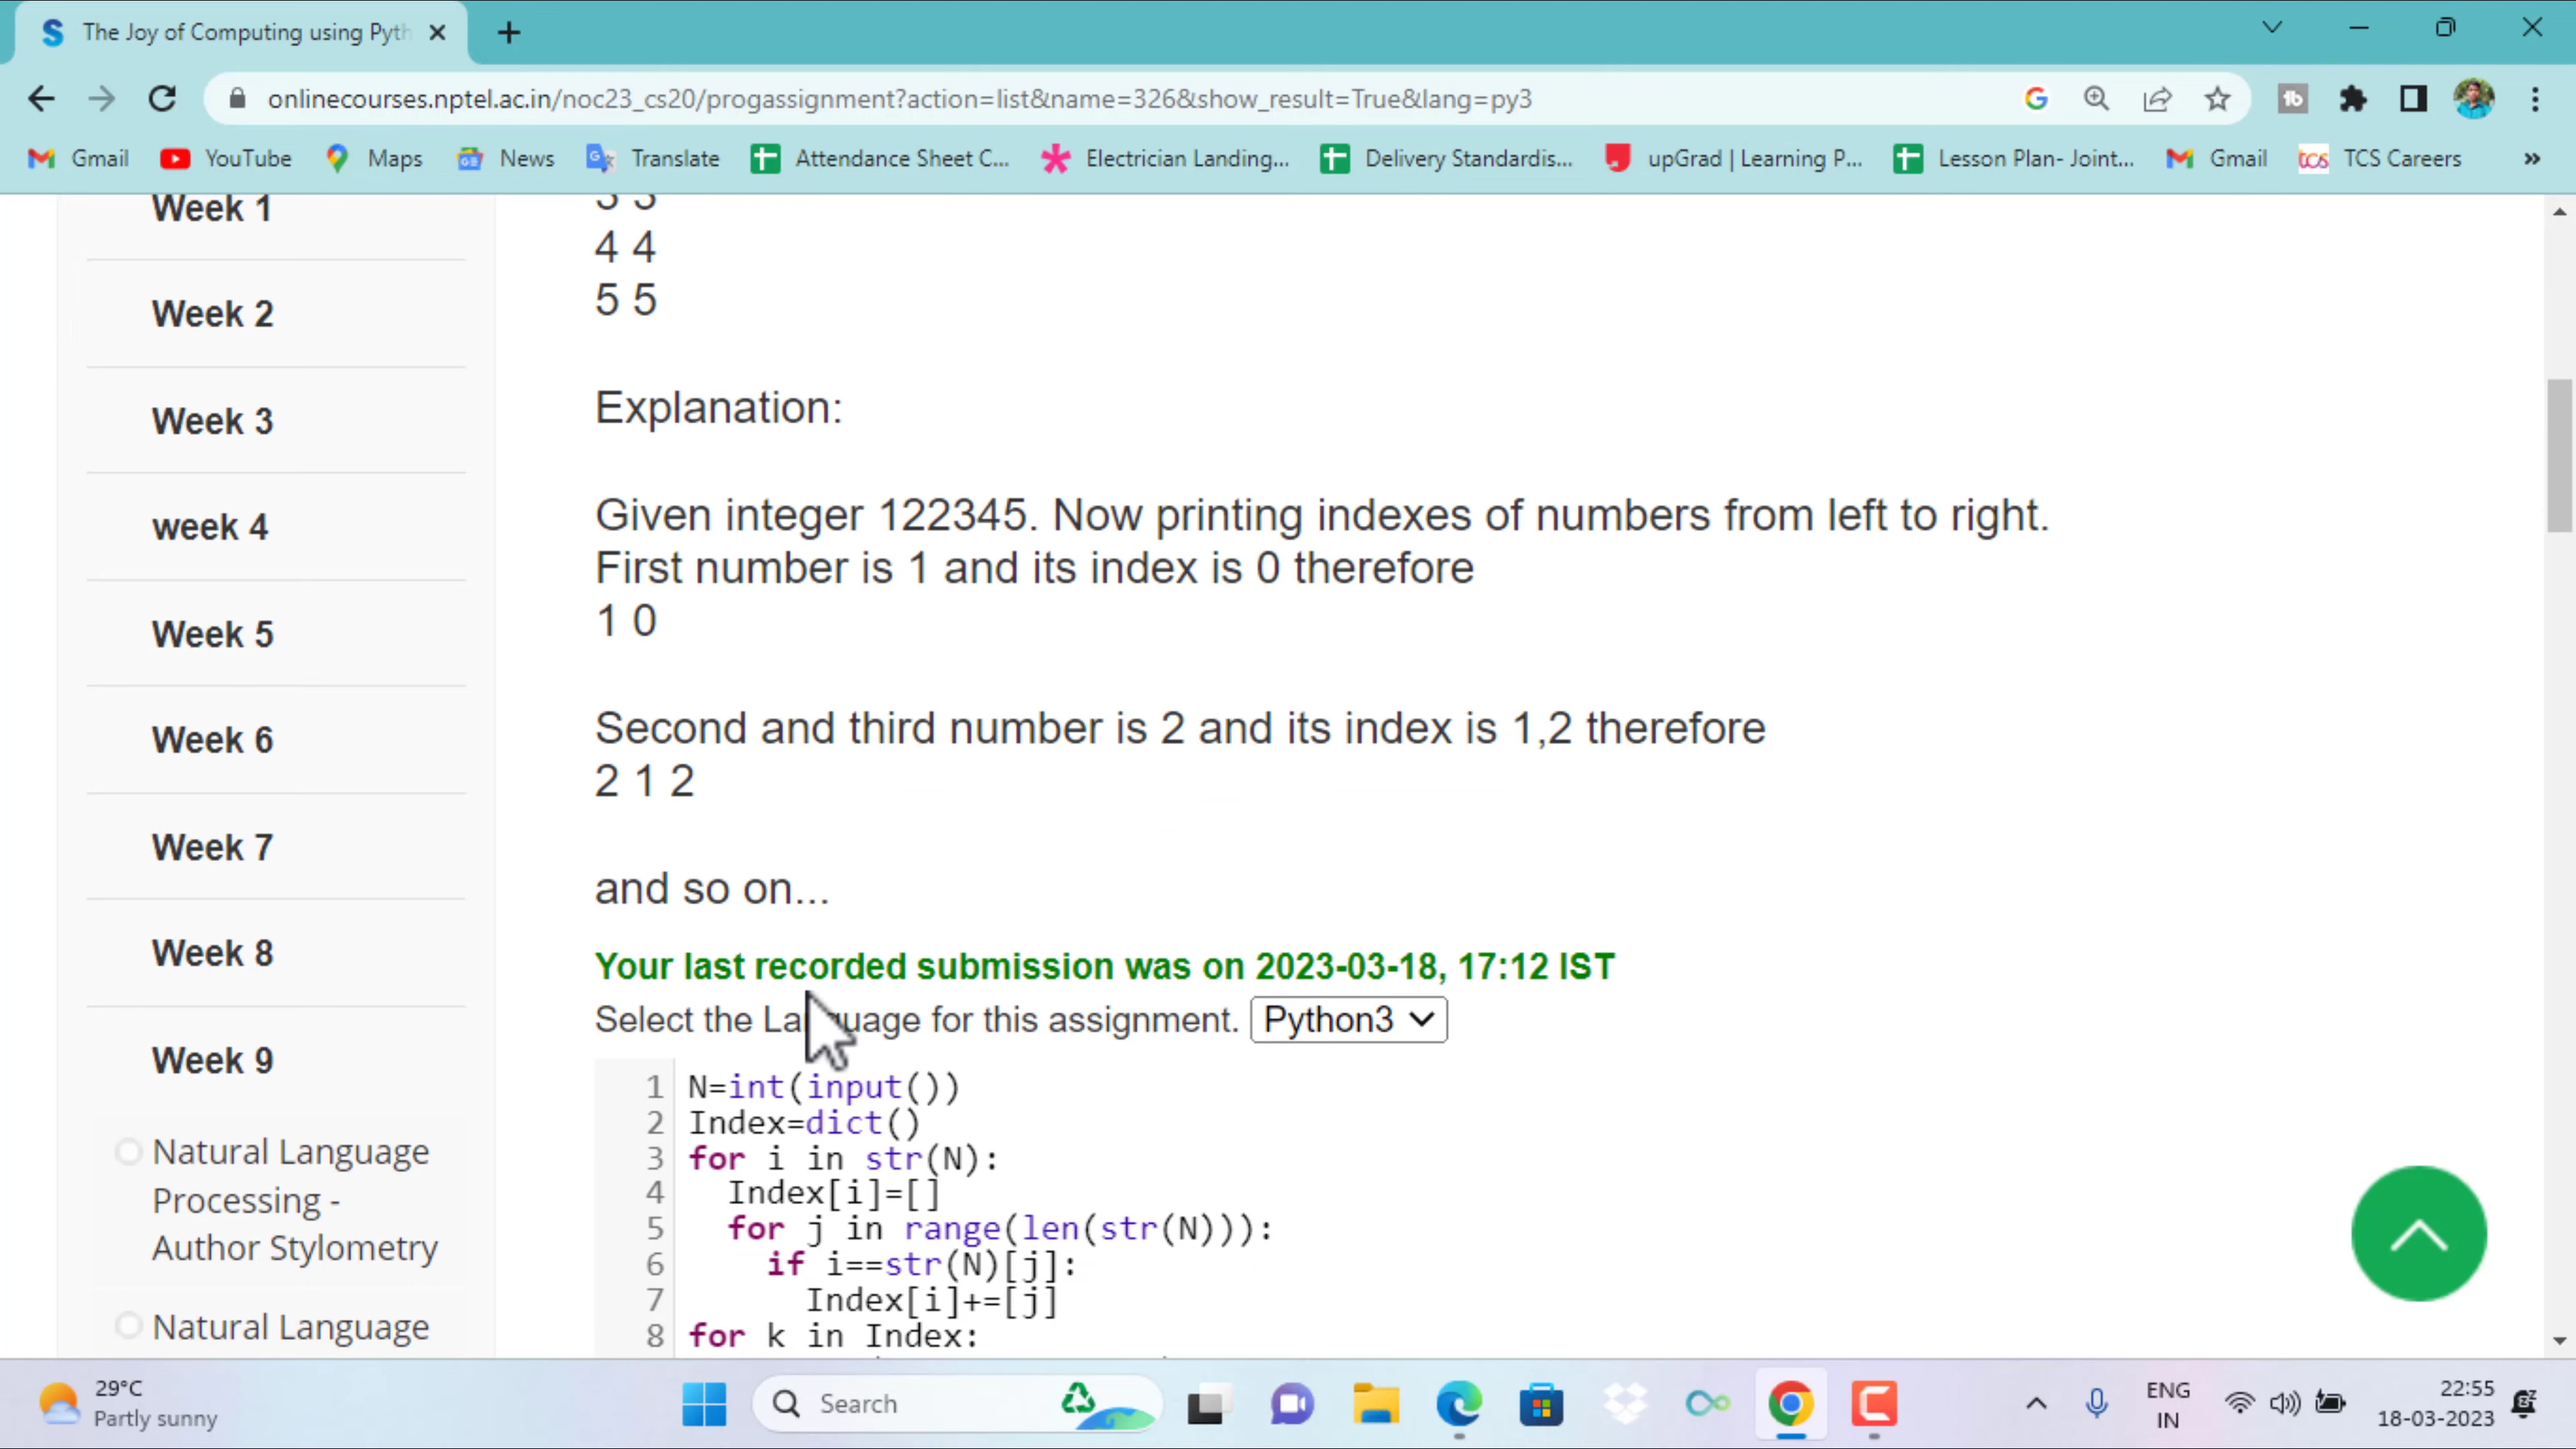 The Joy of Computing using Pyth
onlinecourses.nptel.ac.in/noc23_cs20/progassignment?action=list&name=326&show_result=True&lang=py3
Gmail YouTube Maps News Translate Attendance Sheet C... Electrician Landing... Delivery Standardis... upGrad | Learning P... Lesson Plan- Joint... Gmail tcs TCS Careers »
Week 1
Week 2
Week 3
week 4
Week 5
Week 6
Week 7
Week 8
Week 9
Natural Language
Processing -
Author Stylometry
Natural Language
3 3
4 4
5 5
Explanation:
Given integer 122345. Now printing indexes of numbers from left to right.
First number is 1 and its index is 0 therefore
1 0
Second and third number is 2 and its index is 1,2 therefore
2 1 2
and so on...
Your last recorded submission was on 2023-03-18, 17:12 IST
Select the Language for this assignment. Python3
1 N=int(input())
2 Index=dict()
3 for i in str(N):
4 Index[i]=[]
5 for j in range(len(str(N))):
6 if i==str(N)[j]:
7 Index[i]+=[j]
8 for k in Index:
29°C
Partly sunny
Search
ENG
IN
22:55
18-03-2023